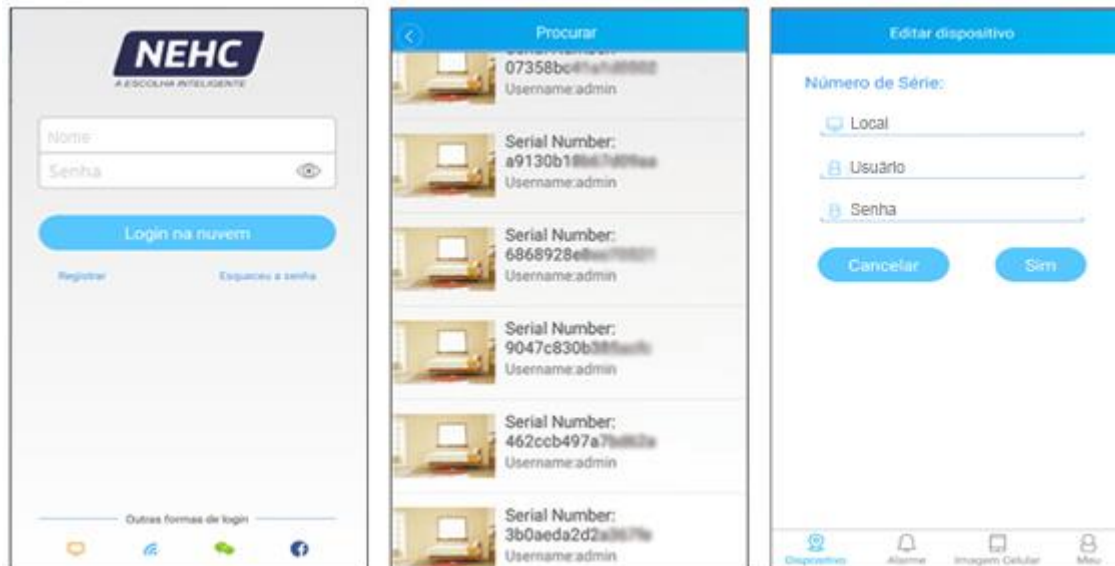 NEHC
A ESCOLHA INTELIGENTE
Nome
Senha
Login na nuvem
Registrar
Esqueceu a senha
Outras formas de login
Procurar
07358bc
Username:admin
Serial Number:
a9130b1
Username:admin
Serial Number:
6868928e
Username:admin
Serial Number:
9047c830b
Username:admin
Serial Number:
462ccb497a
Username:admin
Serial Number:
3b0aeda2d2
Username:admin
Editar dispositivo
Número de Série:
Local
Usuárlo
Senha
Cancelar
Sim
Dispositivo
Alarme
Imagem Celular
Meu